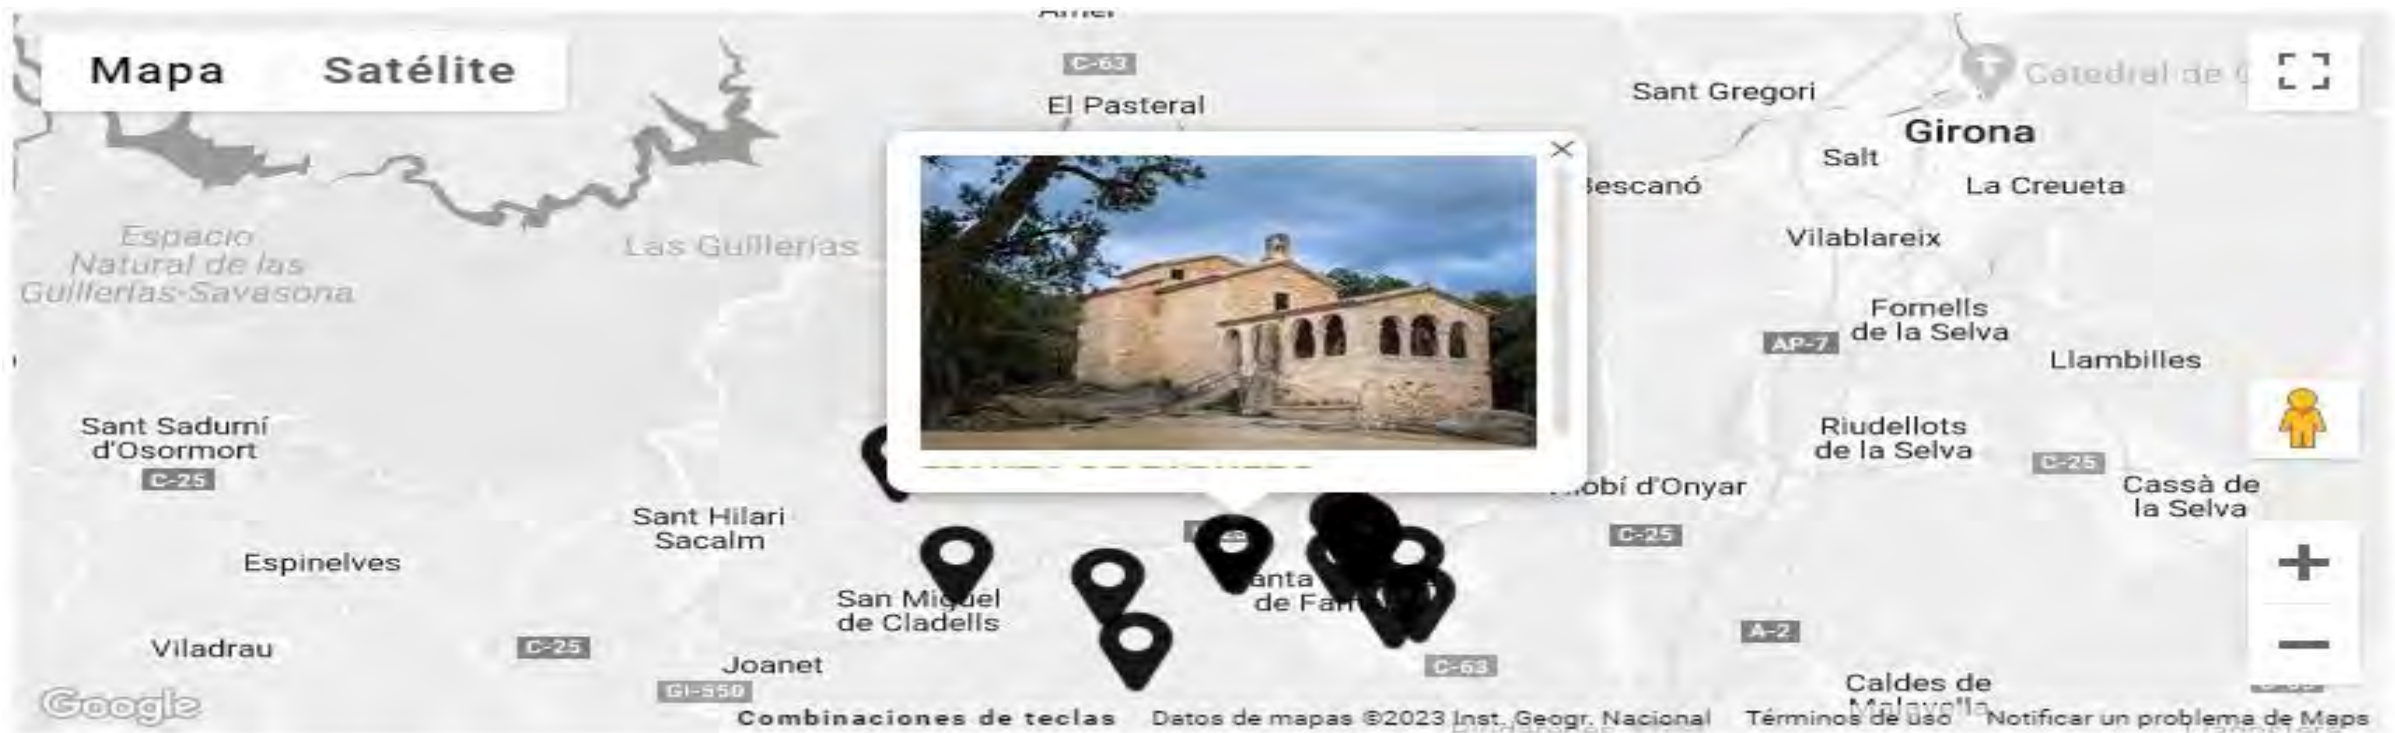 Mapa
Satélite
C-63
El Pasteral
Sant Gregori
Girona
Salt
La Creueta
Vilablareix
Espacio
Natural de las
Guillerías-Savasona
Las Guillerías
Fornells
de la Selva
AP-7
Llambilles
Sant Sadurní
d'Osormort
C-25
Riudellots
de la Selva
C-25
Cassà de
la Selva
Sant Hilari
Sacalm
C-25
Espinelves
San Miguel
de Cladells
Viladrau
C-25
Joanet
GI-550
C-63
A-2
Caldes de
Google
Combinaciones de teclas
Datos de mapas ©2023 Inst. Geogr. Nacional
Términos de uso
Notificar un problema de Maps